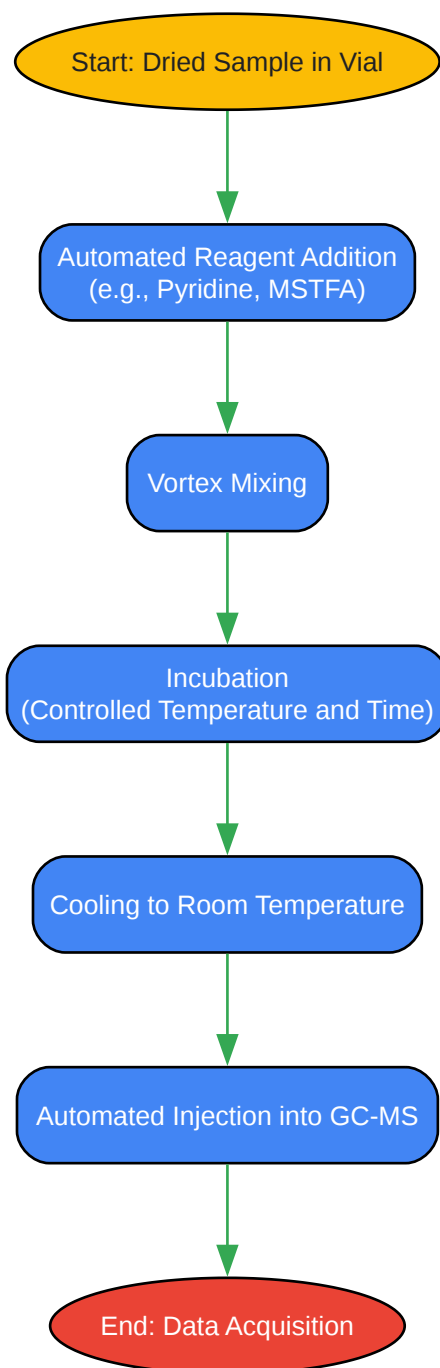 Start: Dried Sample in Vial
Automated Reagent Addition
(e.g., Pyridine, MSTFA)
Vortex Mixing
Incubation
(Controlled Temperature and Time)
Cooling to Room Temperature
Automated Injection into GC-MS
End: Data Acquisition